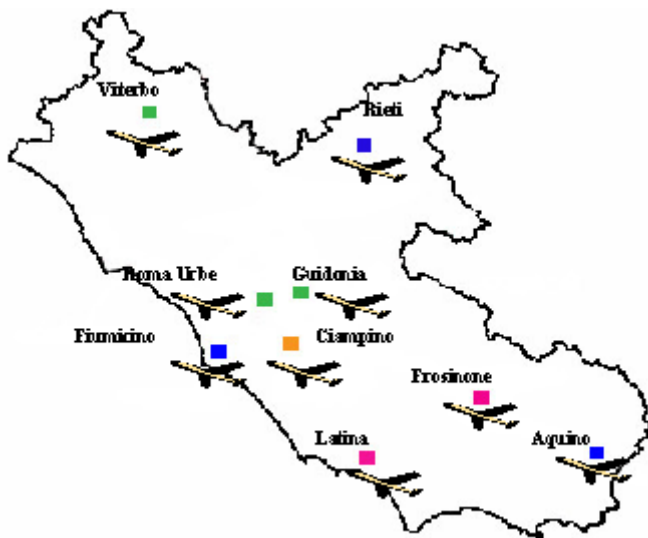 Viterbo
Rieti
Roma Urbe
Guidonia
Fiumicino
Ciampino
Frosinone
Latina
Aquino